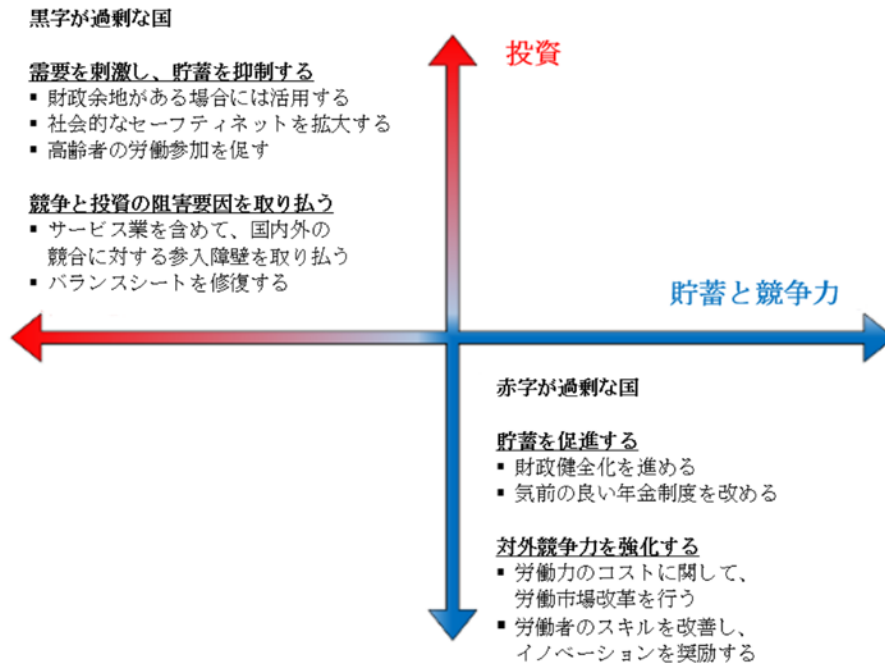 黒字が過剰な国
需要を刺激し、貯蓄を抑制する
▪ 財政余地がある場合には活用する
▪ 社会的なセーフティネットを拡大する
▪ 高齢者の労働参加を促す
競争と投資の阻害要因を取り払う
▪ サービス業を含めて、国内外の
競合に対する参入障壁を取り払う
▪ バランスシートを修復する
投資
貯蓄と競争力
赤字が過剰な国
貯蓄を促進する
▪ 財政健全化を進める
▪ 気前の良い年金制度を改める
対外競争力を強化する
▪ 労働力のコストに関して、
労働市場改革を行う
▪ 労働者のスキルを改善し、
イノベーションを奨励する